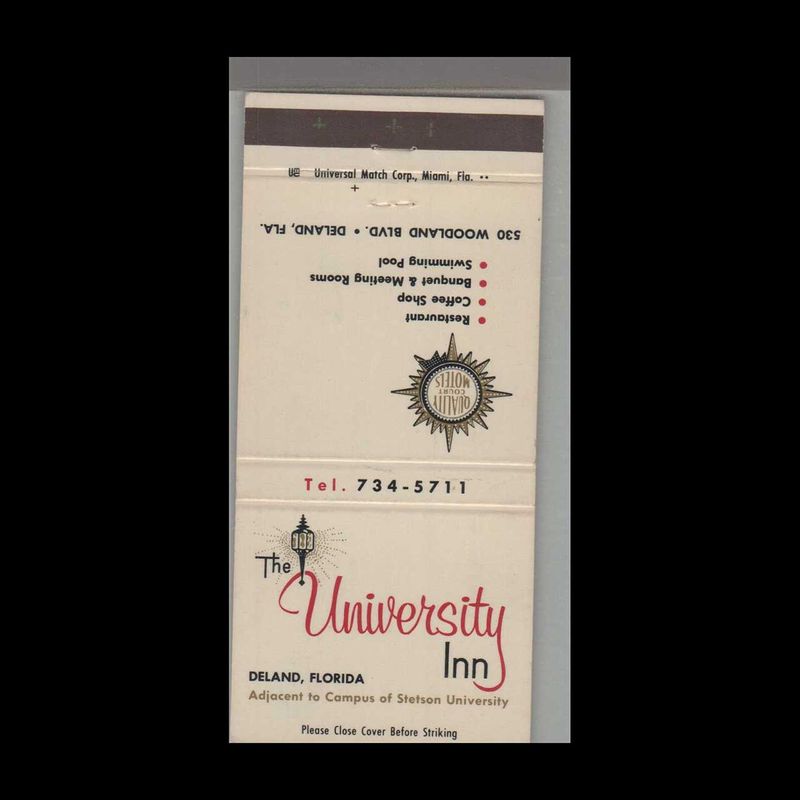 Universal Match Corp., Miami, Fla.
530 WOODLAND BLVD. • DELAND, FLA.
• Swimming Pool
• Banquet & Meeting Rooms
• Coffee Shop
• Restaurant
QUALITY
COURT
MOTELS
Tel. 734-5711
The
University
Inn
DELAND, FLORIDA
Adjacent to Campus of Stetson University
Please Close Cover Before Striking